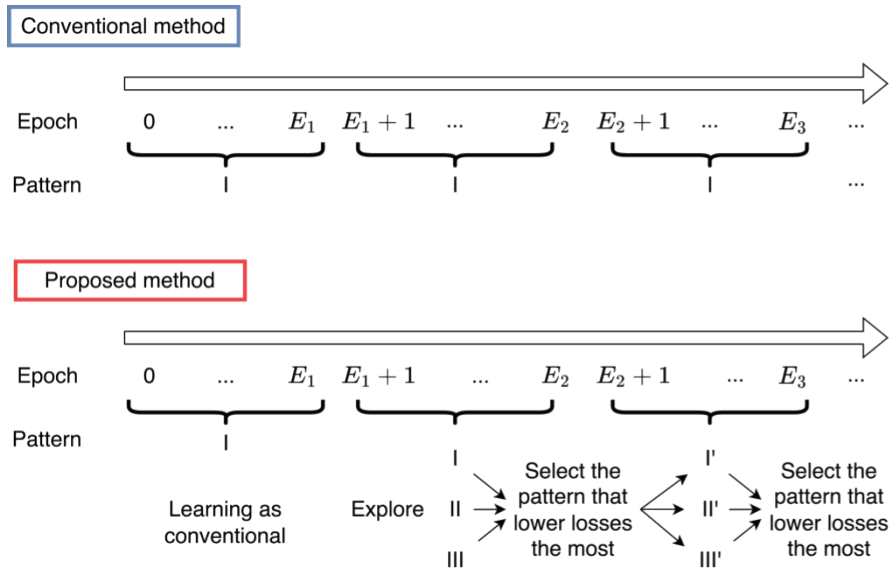 Conventional method
Epoch 0 ... E₁ E₁ + 1 ... E₂ E₂ + 1 ... E₃ ...
Pattern I I I ...
Proposed method
Epoch 0 ... E₁ E₁ + 1 ... E₂ E₂ + 1 ... E₃ ...
Pattern I
Learning as
conventional
Explore
I
II
III
Select the
pattern that
lower losses
the most
I'
II'
III'
Select the
pattern that
lower losses
the most